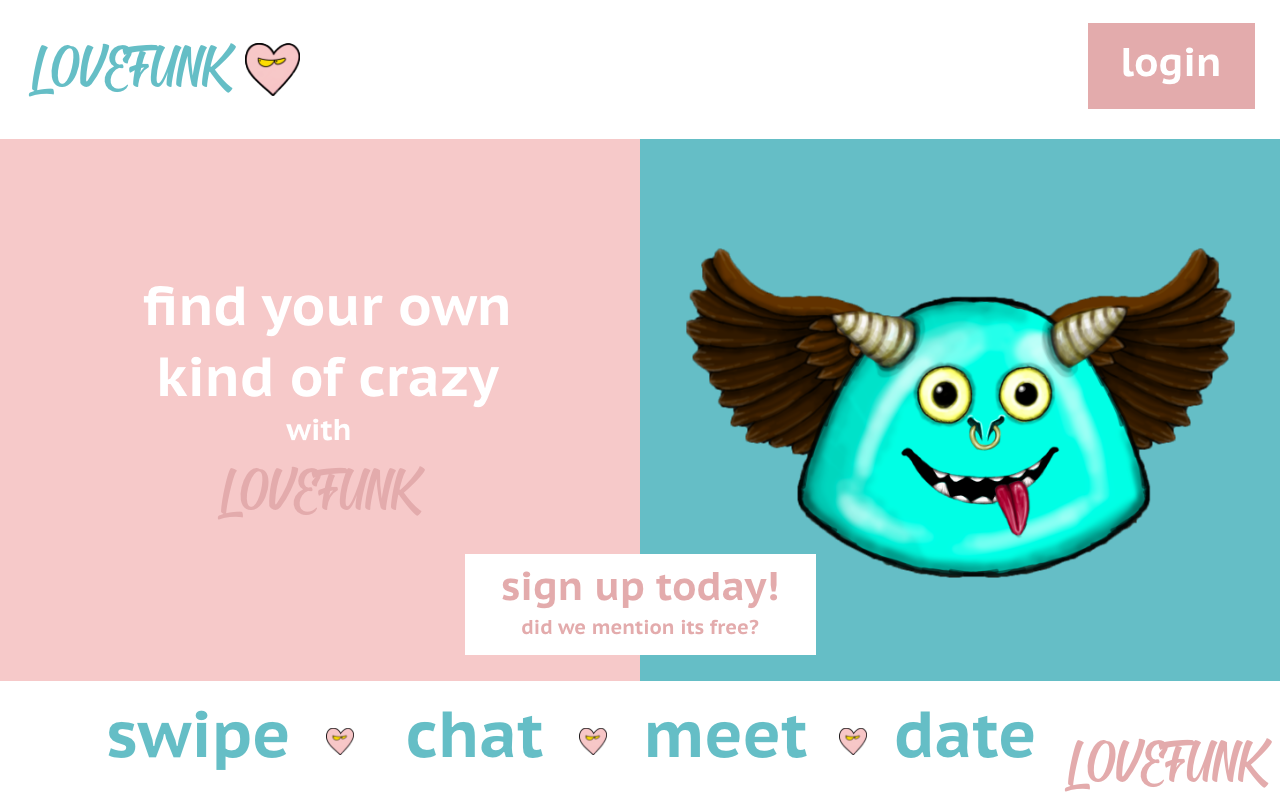 LOVEFUNK
login
find your own
kind of crazy
with
LOVEFUNK
sign up today!
did we mention its free?
swipe chat meet date
LOVEFUNK